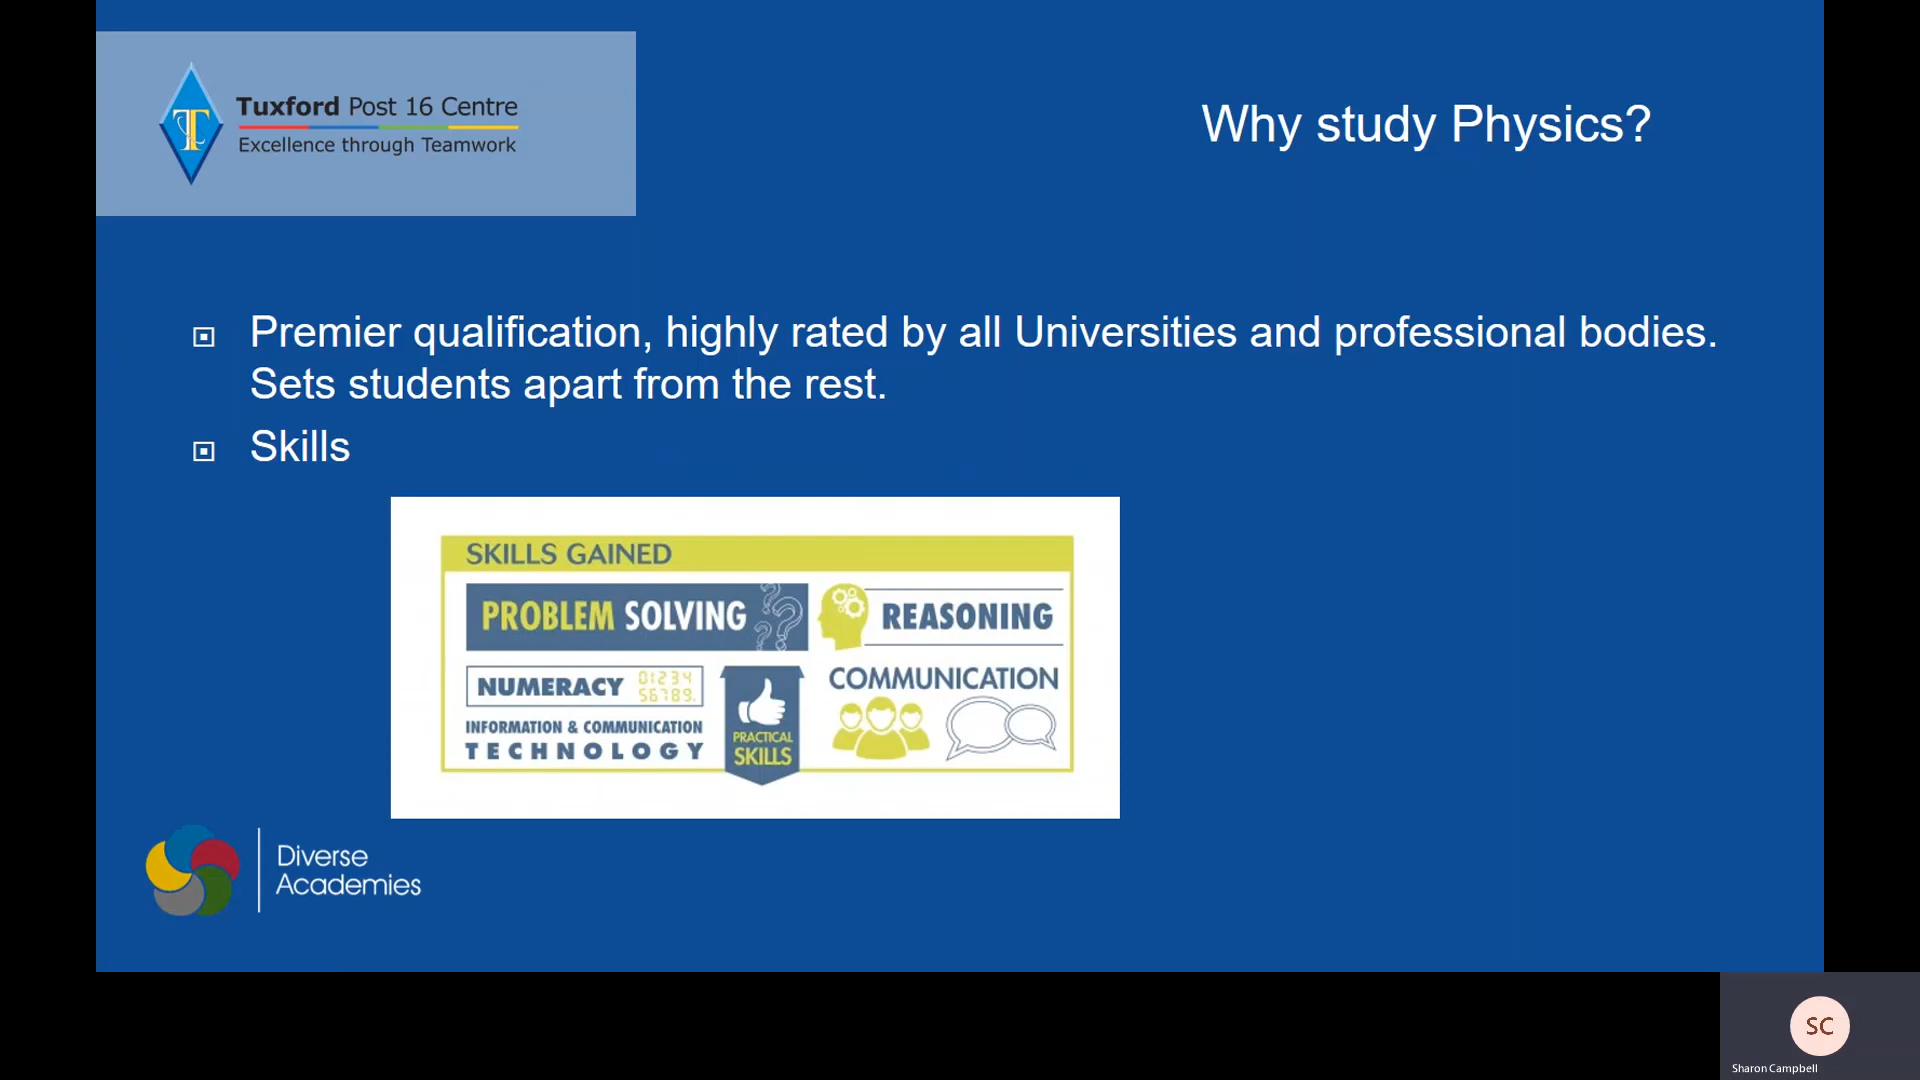 Tuxford Post 16 Centre
Excellence through Teamwork
Why study Physics?
Premier qualification, highly rated by all Universities and professional bodies.
Sets students apart from the rest.
Skills
SKILLS GAINED
PROBLEM SOLVING
REASONING
NUMERACY
01234
56789.
INFORMATION & COMMUNICATION
TECHNOLOGY
PRACTICAL
SKILLS
COMMUNICATION
Diverse
Academies
SC
Sharon Campbell